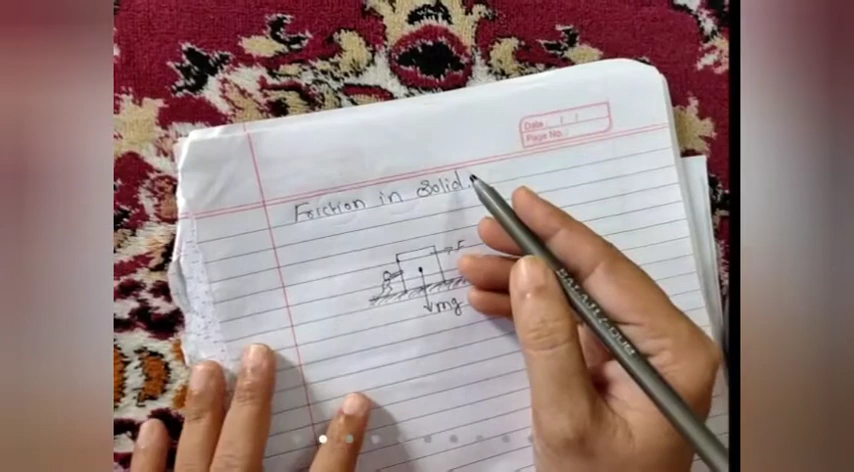 Date / /
Page No.
Friction in Solid.
F
mg